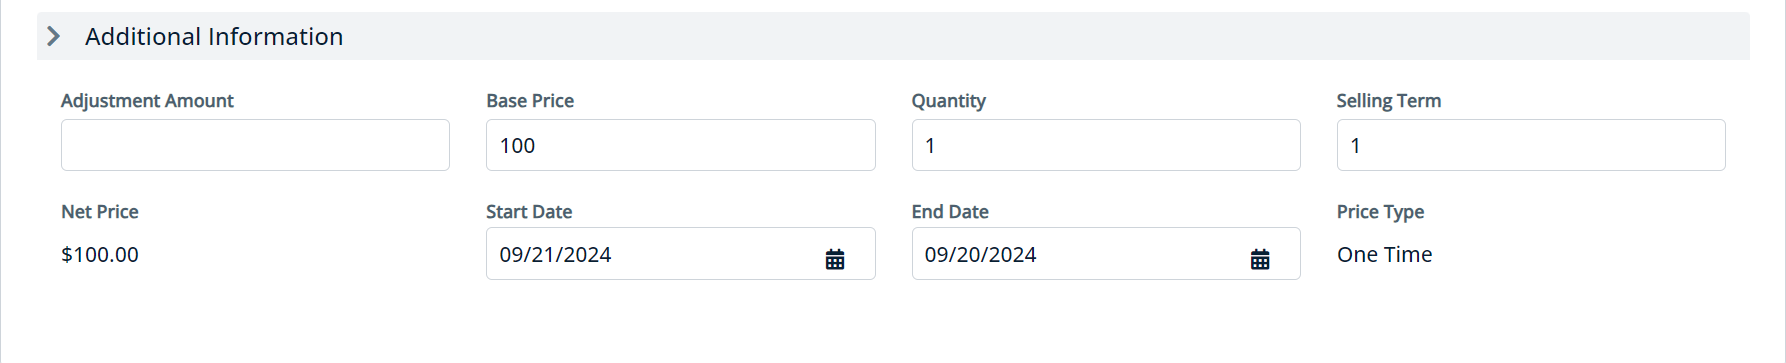 Additional Information
Adjustment Amount Base Price Quantity Selling Term
100 1 1
Net Price Start Date End Date Price Type
$100.00 09/21/2024 09/20/2024 One Time